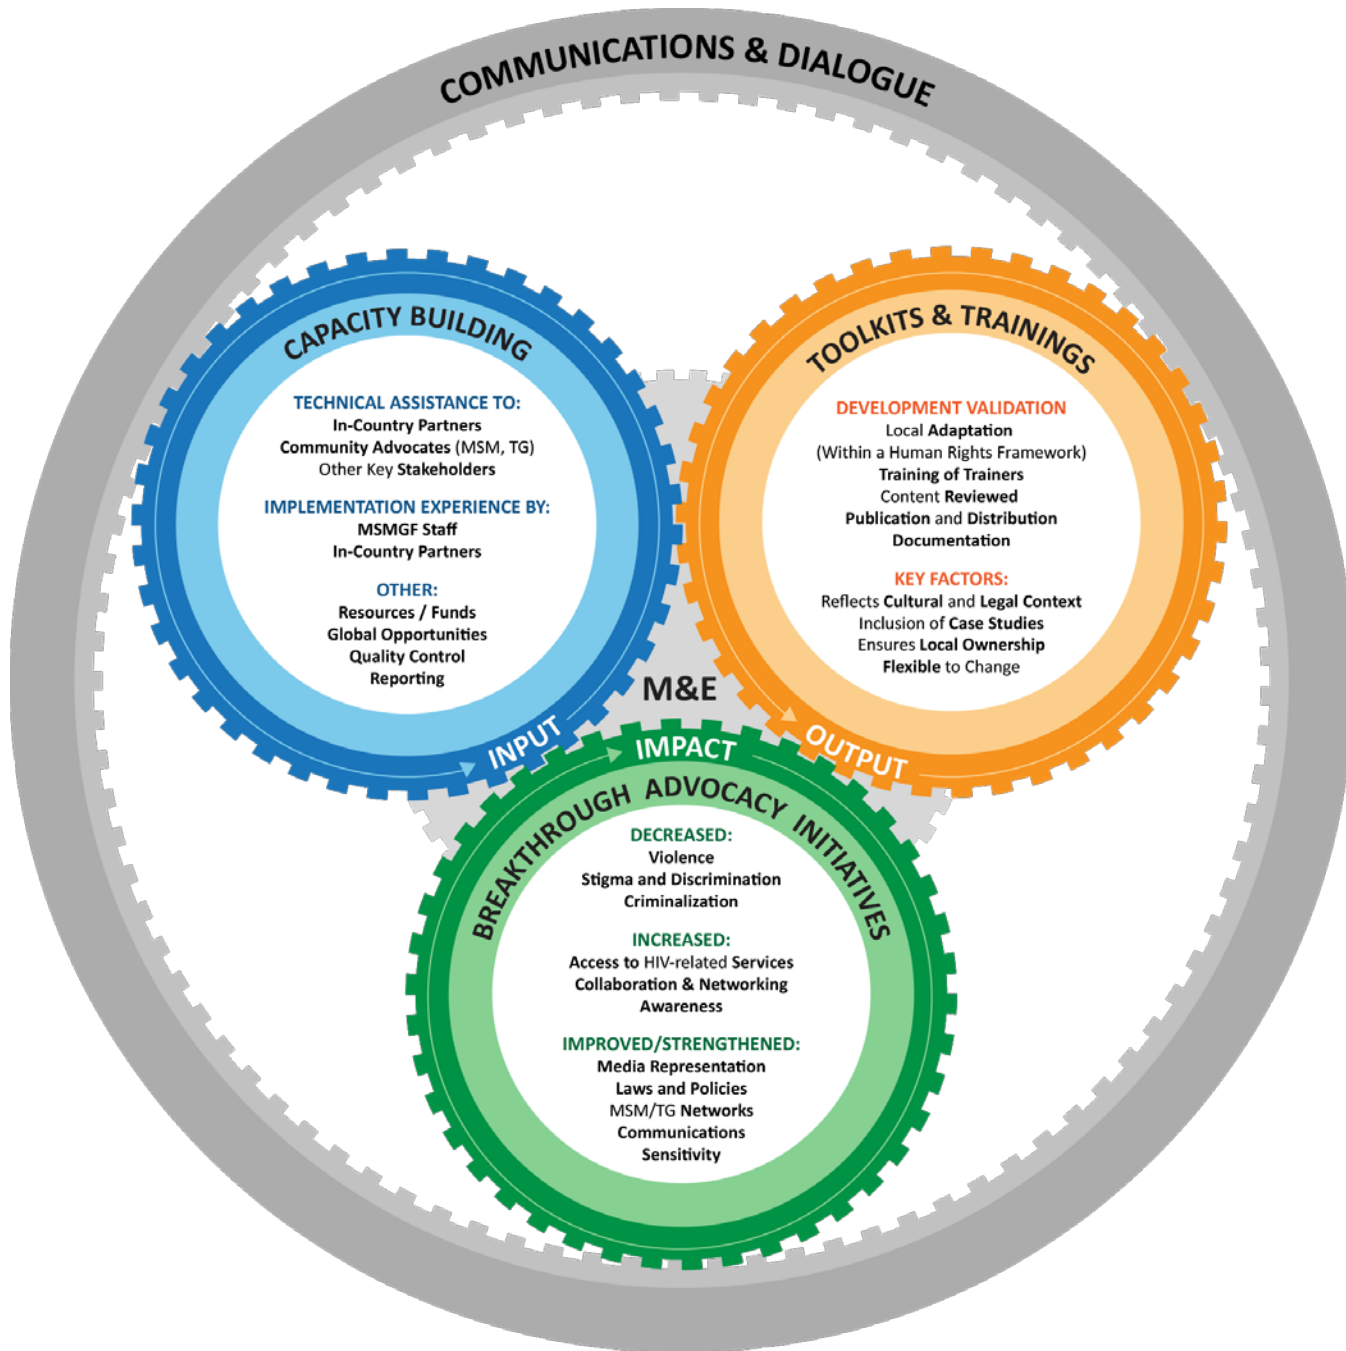 COMMUNICATIONS & DIALOGUE
CAPACITY BUILDING
TECHNICAL ASSISTANCE TO:
In-Country Partners
Community Advocates (MSM, TG)
Other Key Stakeholders
IMPLEMENTATION EXPERIENCE BY:
MSMGF Staff
In-Country Partners
OTHER:
Resources / Funds
Global Opportunities
Quality Control
Reporting
INPUT
TOOLKITS & TRAININGS
DEVELOPMENT VALIDATION
Local Adaptation
(Within a Human Rights Framework)
Training of Trainers
Content Reviewed
Publication and Distribution
Documentation
KEY FACTORS:
Reflects Cultural and Legal Context
Inclusion of Case Studies
Ensures Local Ownership
Flexible to Change
OUTPUT
M&E
IMPACT
BREAKTHROUGH ADVOCACY INITIATIVES
DECREASED:
Violence
Stigma and Discrimination
Criminalization
INCREASED:
Access to HIV-related Services
Collaboration & Networking
Awareness
IMPROVED/STRENGTHENED:
Media Representation
Laws and Policies
MSM/TG Networks
Communications
Sensitivity